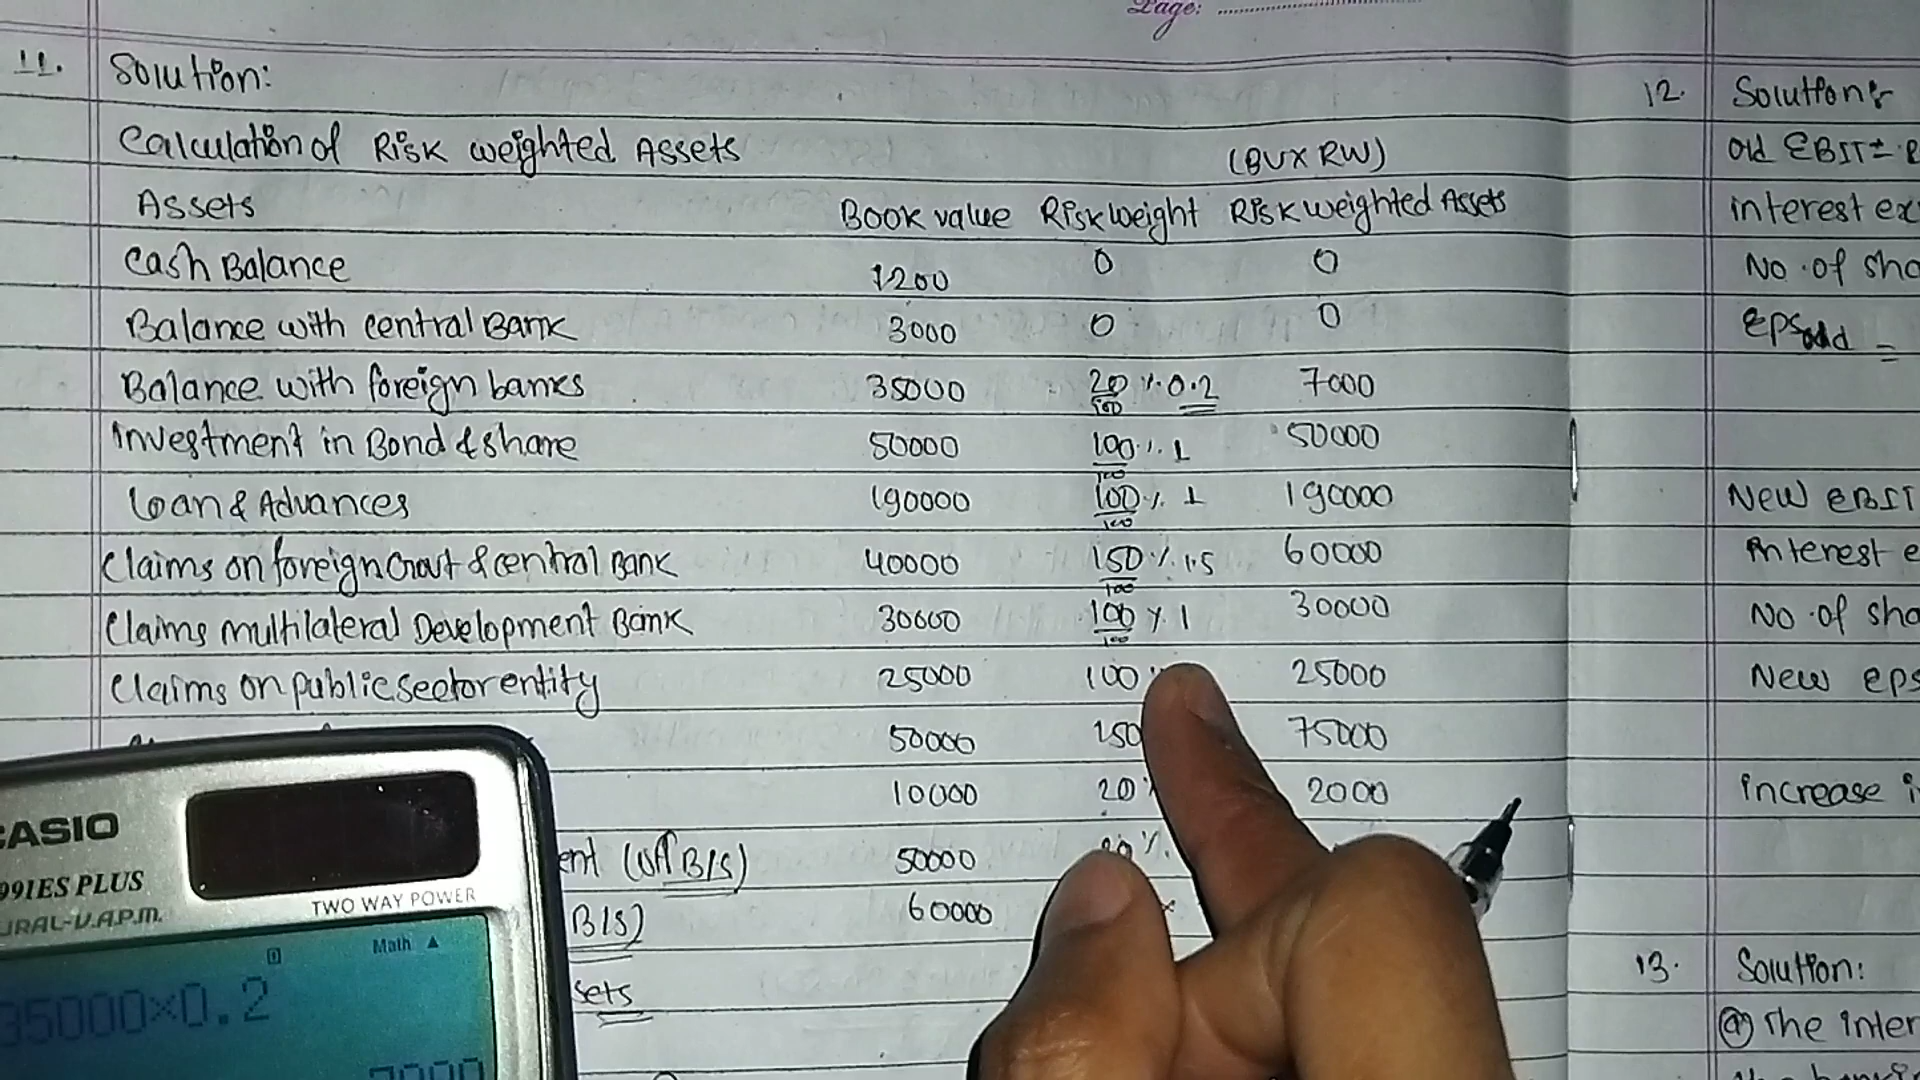 Page: ..........
11. Solution:
Calculation of Risk weighted Assets (BV X RW)
Assets Book value Risk Weight Risk weighted Assets
Cash Balance 1200 0 0
Balance with central Bank 3000 0 0
Balance with foreign banks 35000 20/100 % 0.2 7000
Investment in Bond & share 50000 100/100 % 1 50000
Loan & Advances 190000 100/100 % 1 190000
Claims on foreign Govt & central Bank 40000 150/100 % 1.5 60000
Claims multilateral Development Bank 30000 100/100 % 1 30000
Claims on public sector entity 25000 100 25000
50000 150 75000
10000 20% 2000
ent (off B/S) 50000 %
B/S) 60000
sets
CASIO
991ES PLUS
URAL-V.P.A.M.
TWO WAY POWER
Math ▲
35000×0.2
7000
12. Solution:
Old EBIT =
interest ex
No. of sha
EPS old =
New EBIT
Interest e
No. of sha
New eps
increase i
13. Solution:
(a) The inter